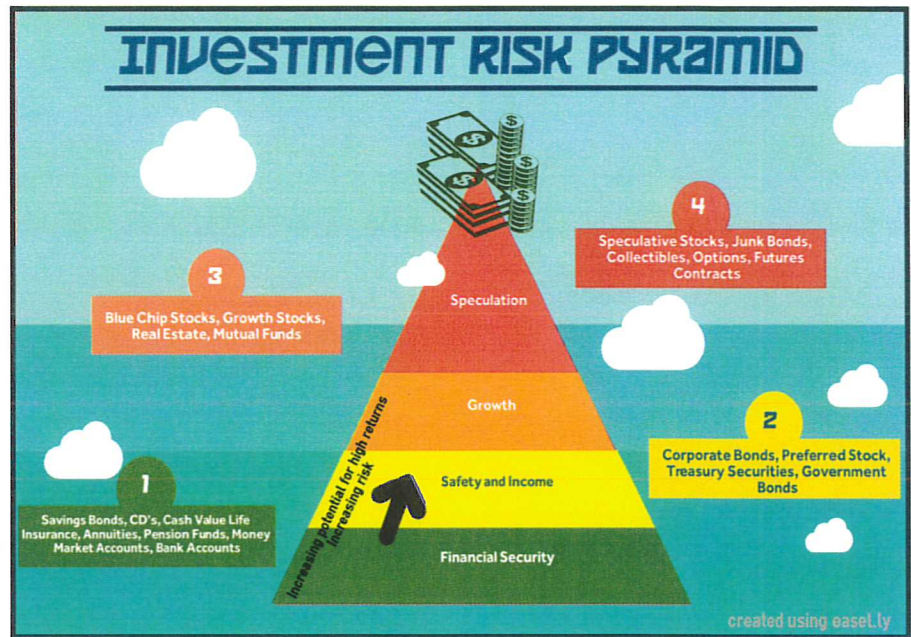 INVESTMENT RISK PYRAMID
$
$
$
$
$
4
Speculative Stocks, Junk Bonds,
Collectibles, Options, Futures
Contracts
3
Blue Chip Stocks, Growth Stocks,
Real Estate, Mutual Funds
Speculation
Growth
2
Corporate Bonds, Preferred Stock,
Treasury Securities, Government
Bonds
1
Savings Bonds, CD's, Cash Value Life
Insurance, Annuities, Pension Funds, Money
Market Accounts, Bank Accounts
Increasing potential for high returns
Increasing risk
Safety and Income
Financial Security
created using easel.ly